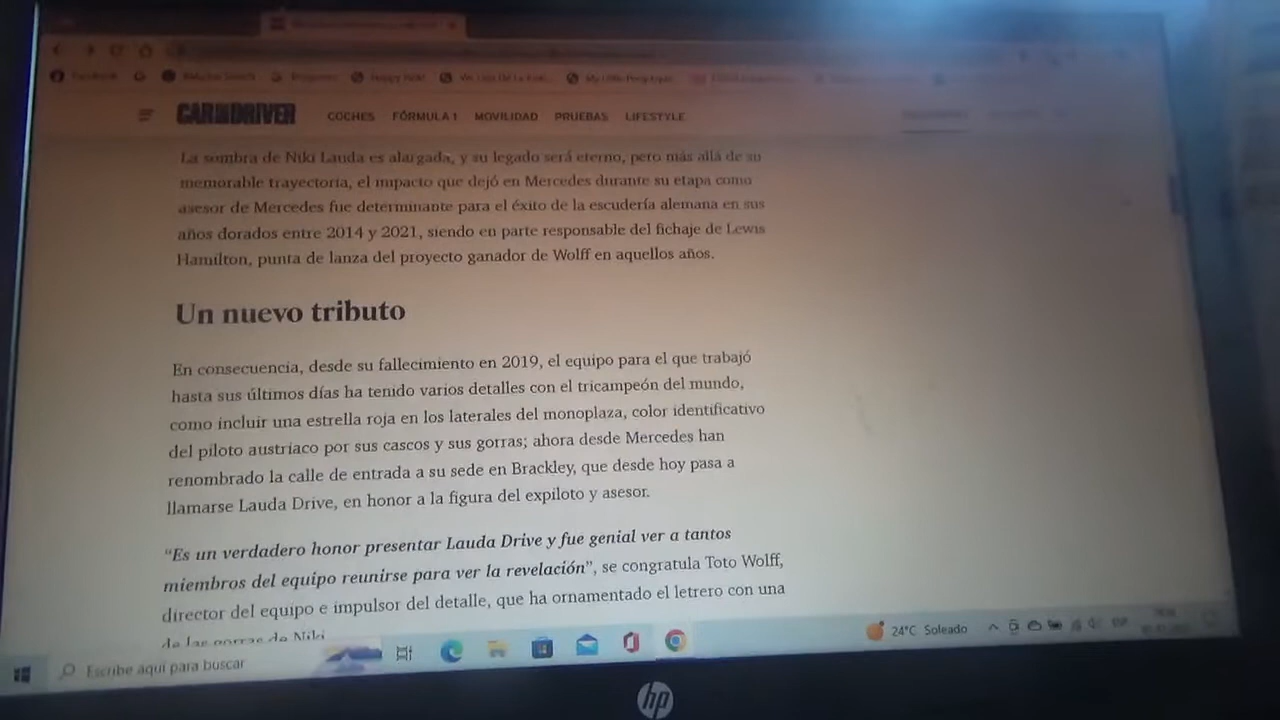 Facebook
CAR AND DRIVER COCHES FÓRMULA 1 MOVILIDAD PRUEBAS LIFESTYLE
La sombra de Niki Lauda es alargada, y su legado será eterno, pero más allá de su
memorable trayectoria, el impacto que dejó en Mercedes durante su etapa como
asesor de Mercedes fue determinante para el éxito de la escudería alemana en sus
años dorados entre 2014 y 2021, siendo en parte responsable del fichaje de Lewis
Hamilton, punta de lanza del proyecto ganador de Wolff en aquellos años.
Un nuevo tributo
En consecuencia, desde su fallecimiento en 2019, el equipo para el que trabajó
hasta sus últimos días ha tenido varios detalles con el tricampeón del mundo,
como incluir una estrella roja en los laterales del monoplaza, color identificativo
del piloto austriaco por sus cascos y sus gorras; ahora desde Mercedes han
renombrado la calle de entrada a su sede en Brackley, que desde hoy pasa a
llamarse Lauda Drive, en honor a la figura del expiloto y asesor.
“Es un verdadero honor presentar Lauda Drive y fue genial ver a tantos
miembros del equipo reunirse para ver la revelación”, se congratula Toto Wolff,
director del equipo e impulsor del detalle, que ha ornamentado el letrero con una
de las gorras de Niki
Escribe aquí para buscar 24°C Soleado ESP
hp